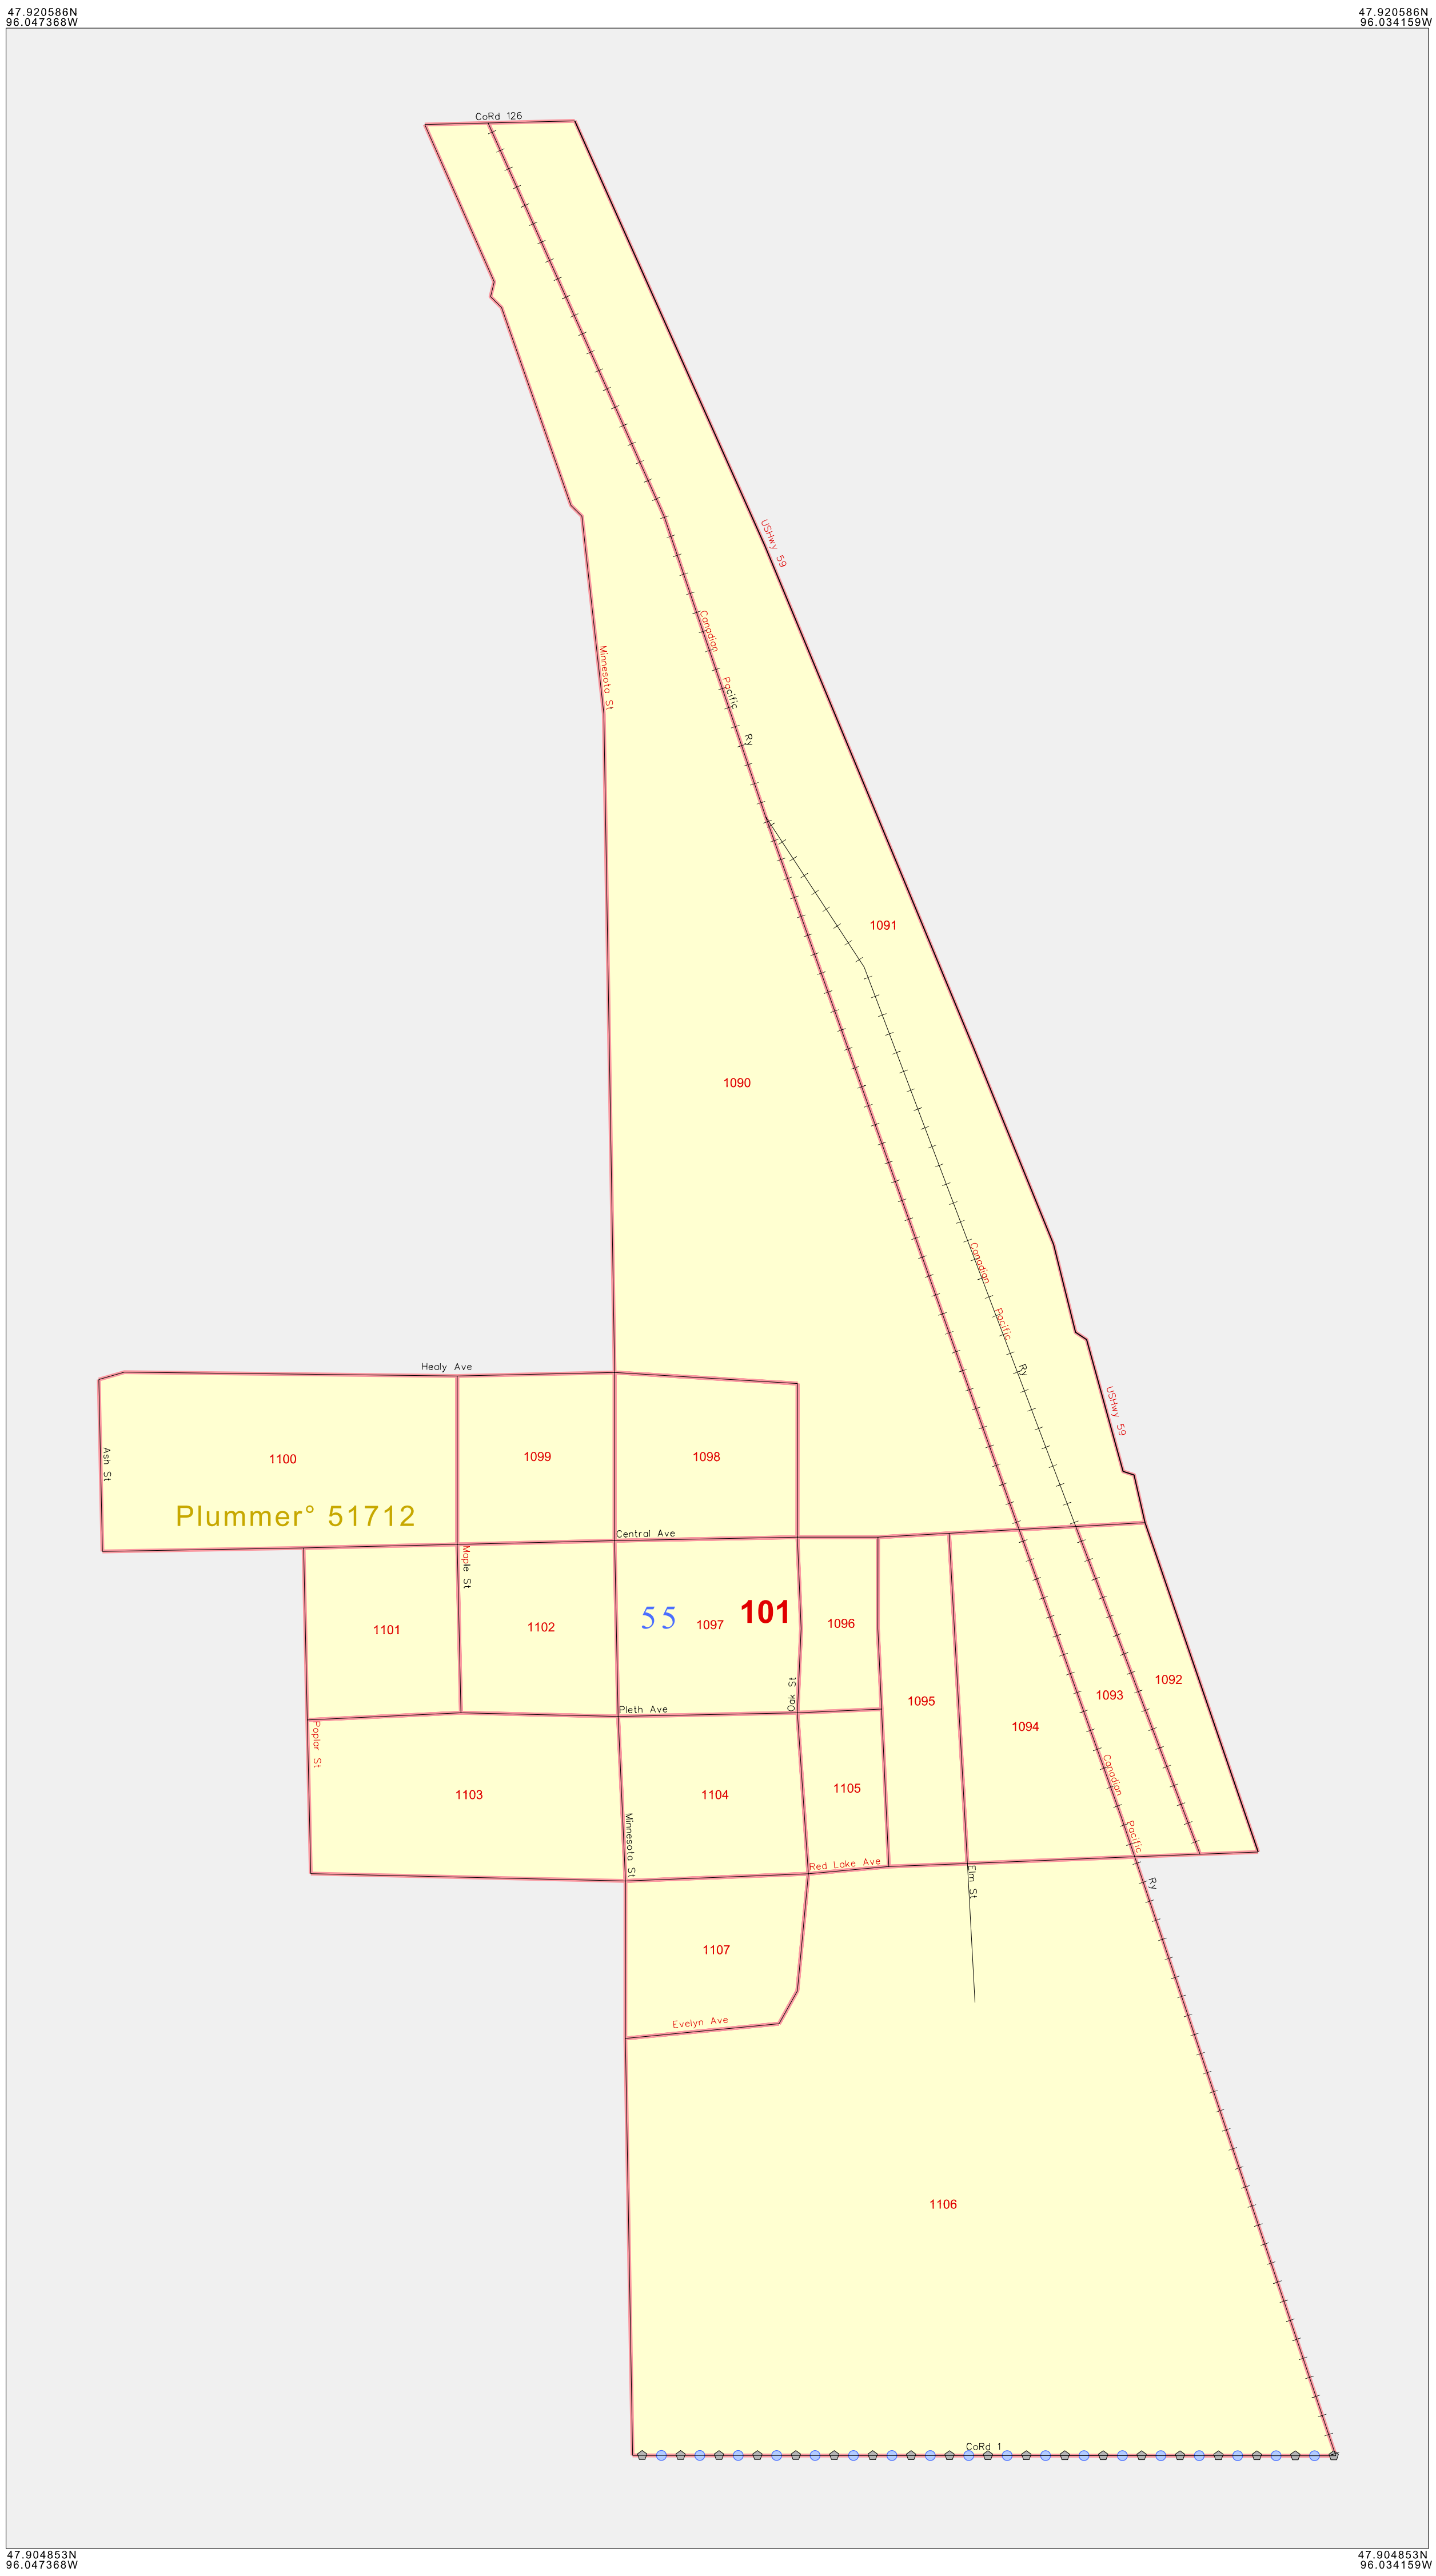 47.920586N
96.047368W
47.920586N
96.034159W
CoRd 126
USHwy 59
Canadian Pacific Ry
Minnesota St
1091
1090
Canadian Pacific Ry
USHwy 59
Healy Ave
Ash St
1100
1099
1098
Plummer° 51712
Central Ave
Maple St
55
101
1101
1102
1097
1096
Oak St
1092
1093
1095
Pleth Ave
1094
Poplar St
Canadian Pacific Ry
1103
1104
1105
Minnesota St
Red Lake Ave
Elm St
1107
Evelyn Ave
1106
CoRd 1
47.904853N
96.047368W
47.904853N
96.034159W